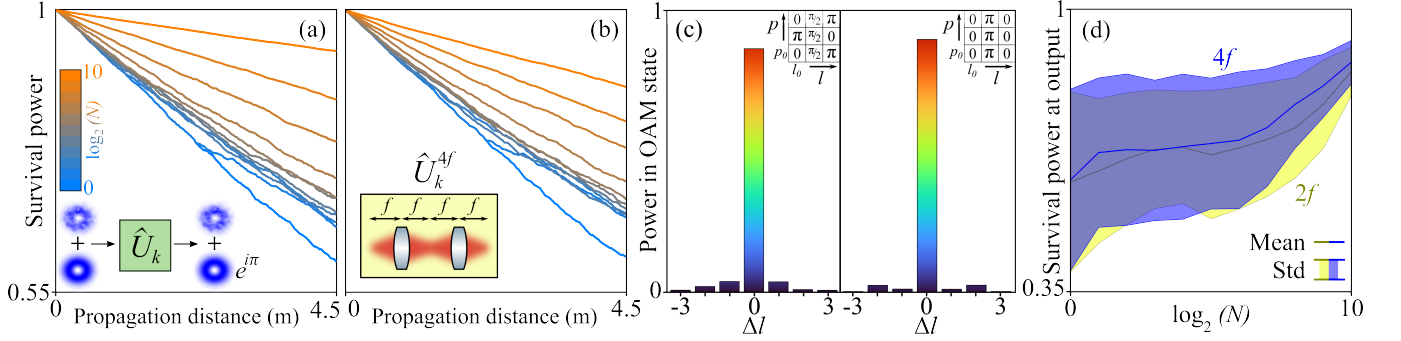 1
Survival power
0.55
(a)
10
log₂ (N)
0
+
Û_k
+
e^{iπ}
0
Propagation distance (m)
4.5
(b)
Û_k^{4f}
f f f f
0
Propagation distance (m)
4.5
1
Power in OAM state
0
(c)
p
p₀
l₀
l
0 π/2 π
π π/2 0
0 π/2 π
-3
0
3
Δl
p
p₀
l₀
l
0 π 0
0 π 0
0 π 0
-3
0
3
Δl
1
Survival power at output
0.35
(d)
4f
2f
Mean
Std
0
log₂ (N)
10